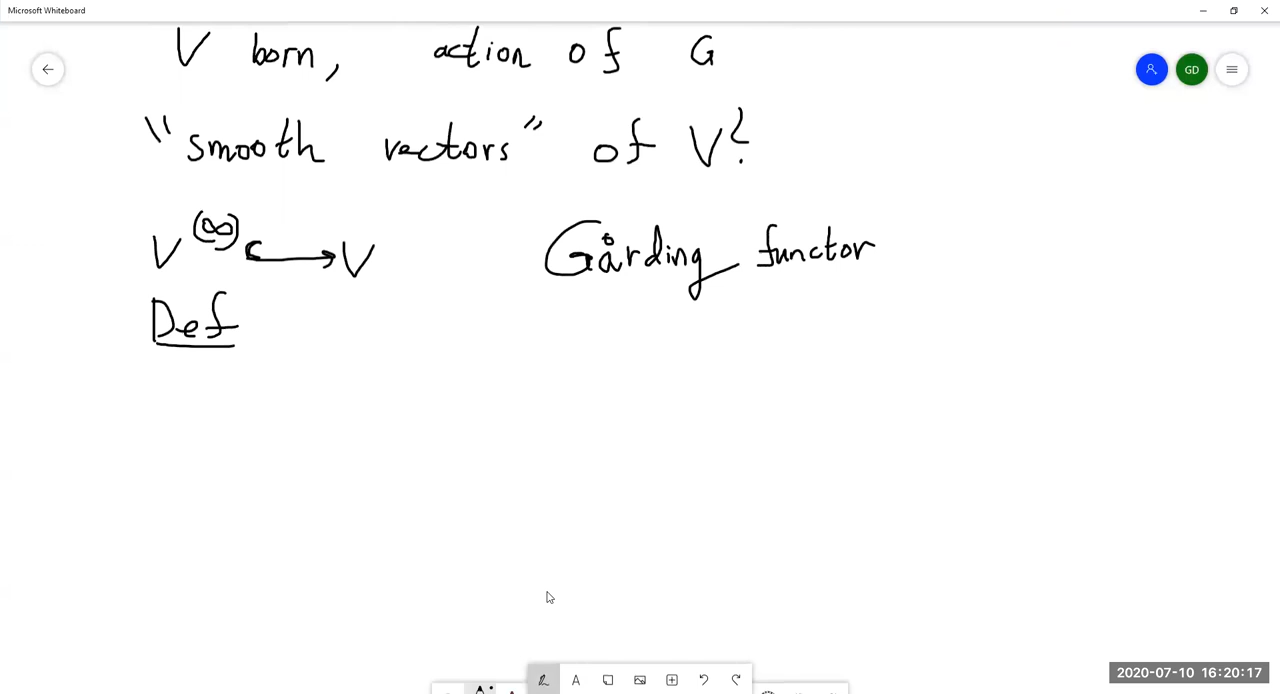 Microsoft Whiteboard
V born, action of G
GD
"smooth vectors" of V?
V^(∞) ↪ V Gårding functor
Def
A
2020-07-10 16:20:17